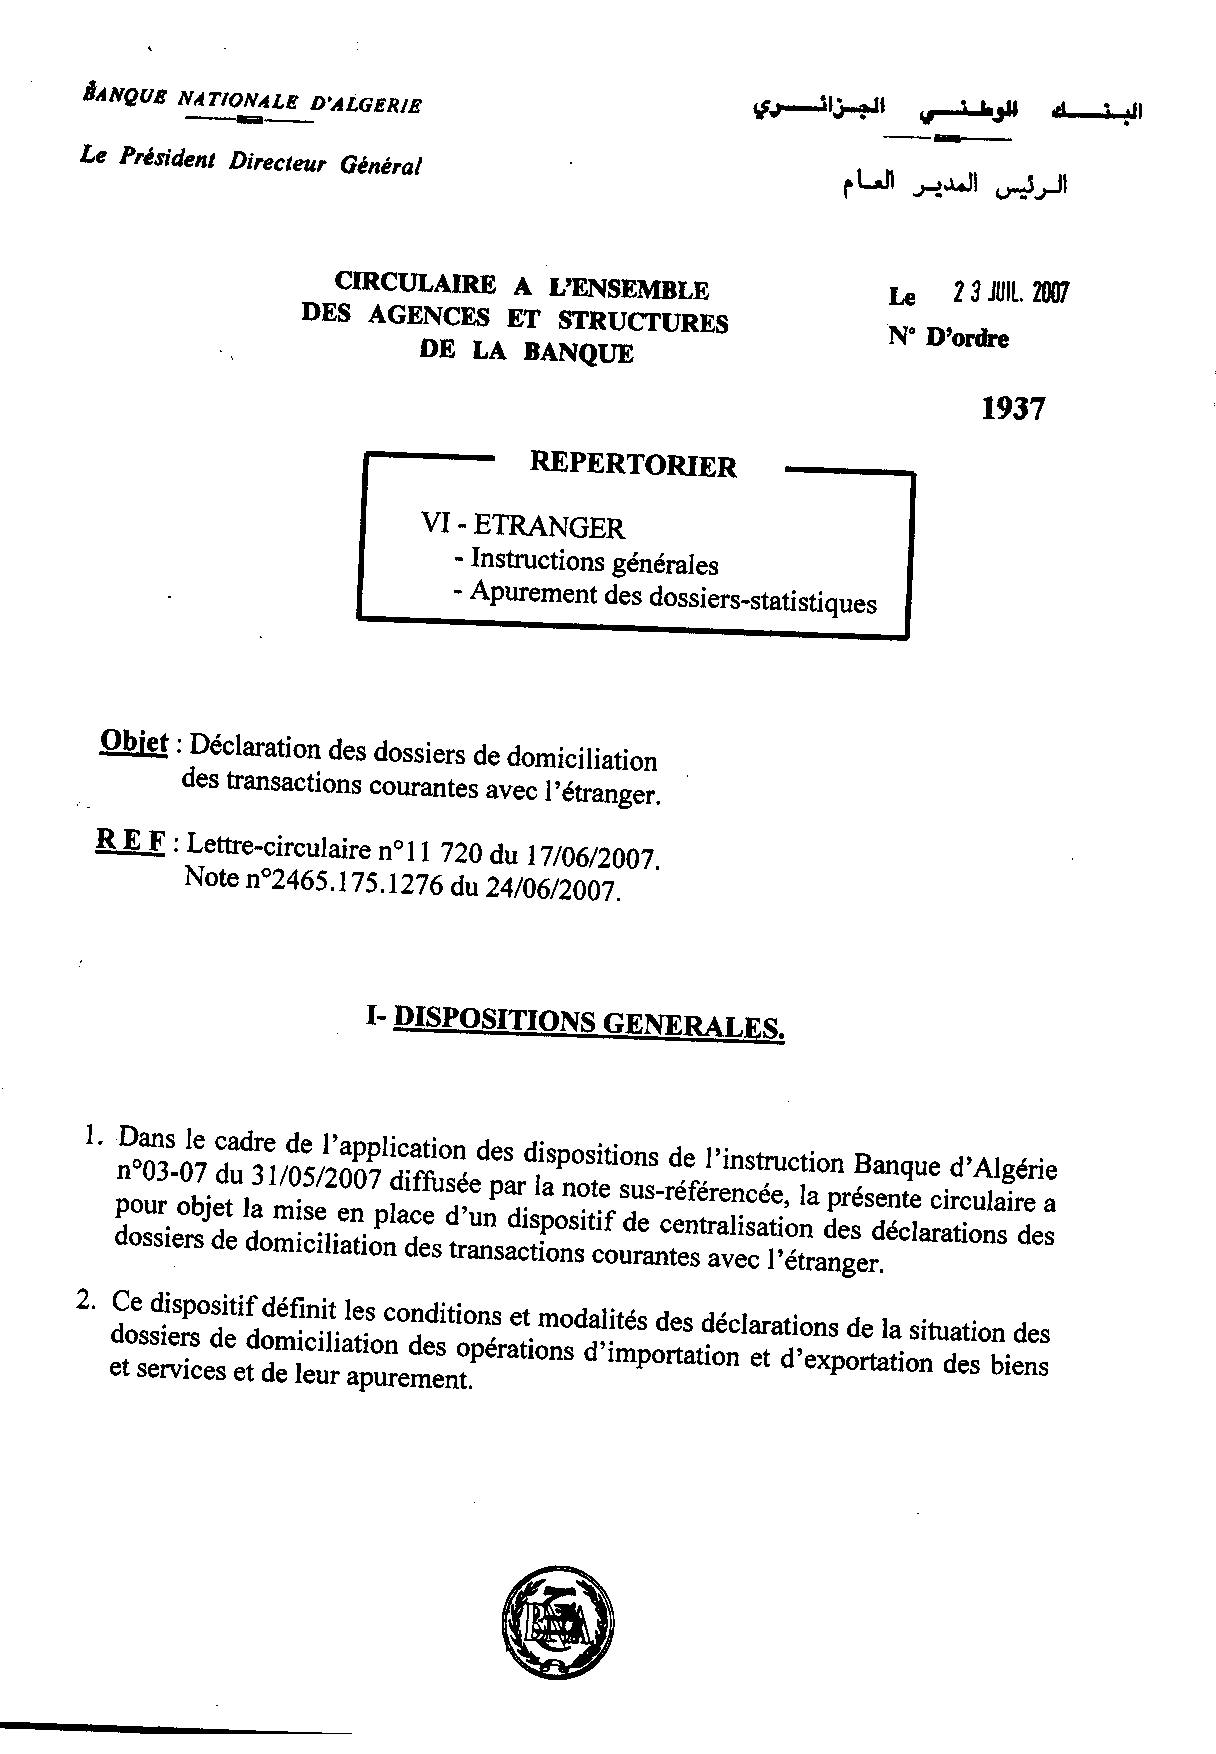 BANQUE NATIONALE D'ALGERIE
البنك الوطني الجزائري
Le Président Directeur Général
الرئيس المدير العام
CIRCULAIRE A L'ENSEMBLE
DES AGENCES ET STRUCTURES
DE LA BANQUE
Le 23 JUIL. 2007
N° D'ordre
1937
REPERTORIER
VI - ETRANGER
- Instructions générales
- Apurement des dossiers-statistiques
Objet : Déclaration des dossiers de domiciliation
des transactions courantes avec l'étranger.
R E F : Lettre-circulaire n°11 720 du 17/06/2007.
Note n°2465.175.1276 du 24/06/2007.
I- DISPOSITIONS GENERALES.
1. Dans le cadre de l'application des dispositions de l'instruction Banque d'Algérie
n°03-07 du 31/05/2007 diffusée par la note sus-référencée, la présente circulaire a
pour objet la mise en place d'un dispositif de centralisation des déclarations des
dossiers de domiciliation des transactions courantes avec l'étranger.
2. Ce dispositif définit les conditions et modalités des déclarations de la situation des
dossiers de domiciliation des opérations d'importation et d'exportation des biens
et services et de leur apurement.
BNA